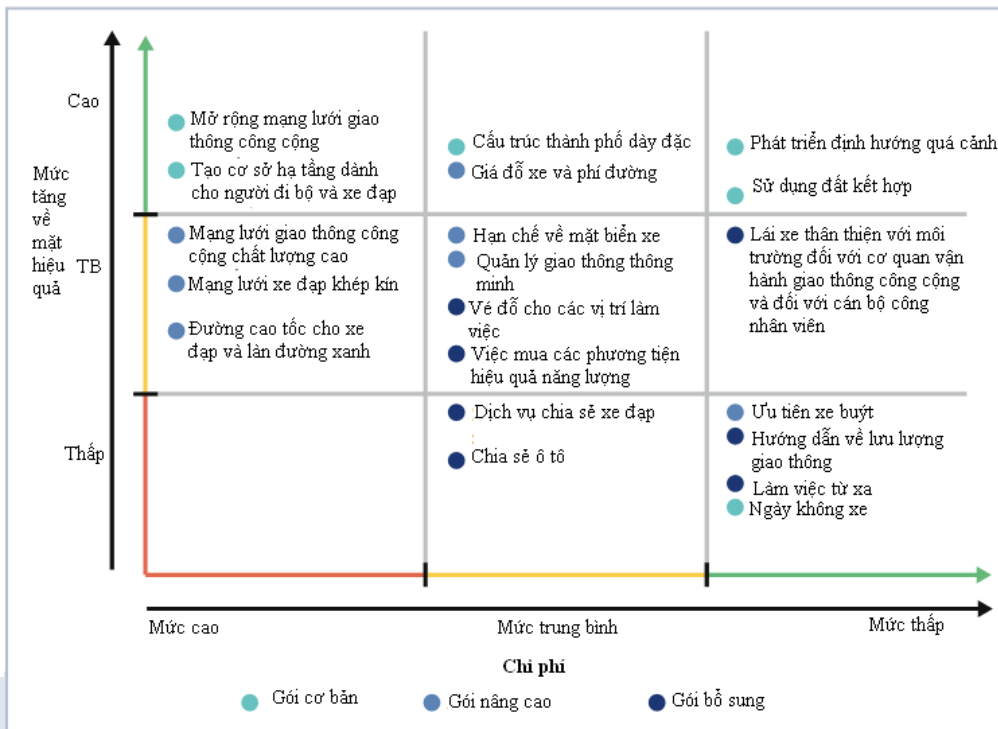 Cao
Mức
tăng
về
mặt
hiệu
quả
TB
Thấp
Mở rộng mạng lưới giao
thông công cộng
Tạo cơ sở hạ tầng dành
cho người đi bộ và xe đạp
Cấu trúc thành phố dày đặc
Giá đỗ xe và phí đường
Phát triển định hướng quá cảnh
Sử dụng đất kết hợp
Mạng lưới giao thông công
cộng chất lượng cao
Mạng lưới xe đạp khép kín
Đường cao tốc cho xe
đạp và làn đường xanh
Hạn chế về mặt biển xe
Quản lý giao thông thông
minh
Vé đỗ cho các vị trí làm
việc
Việc mua các phương tiện
hiệu quả năng lượng
Lái xe thân thiện với môi
trường đối với cơ quan vận
hành giao thông công cộng
và đối với cán bộ công
nhân viên
Dịch vụ chia sẻ xe đạp
Chia sẻ ô tô
Ưu tiên xe buýt
Hướng dẫn về lưu lượng
giao thông
Làm việc từ xa
Ngày không xe
Mức cao
Mức trung bình
Mức thấp
Chi phí
Gói cơ bản
Gói nâng cao
Gói bổ sung